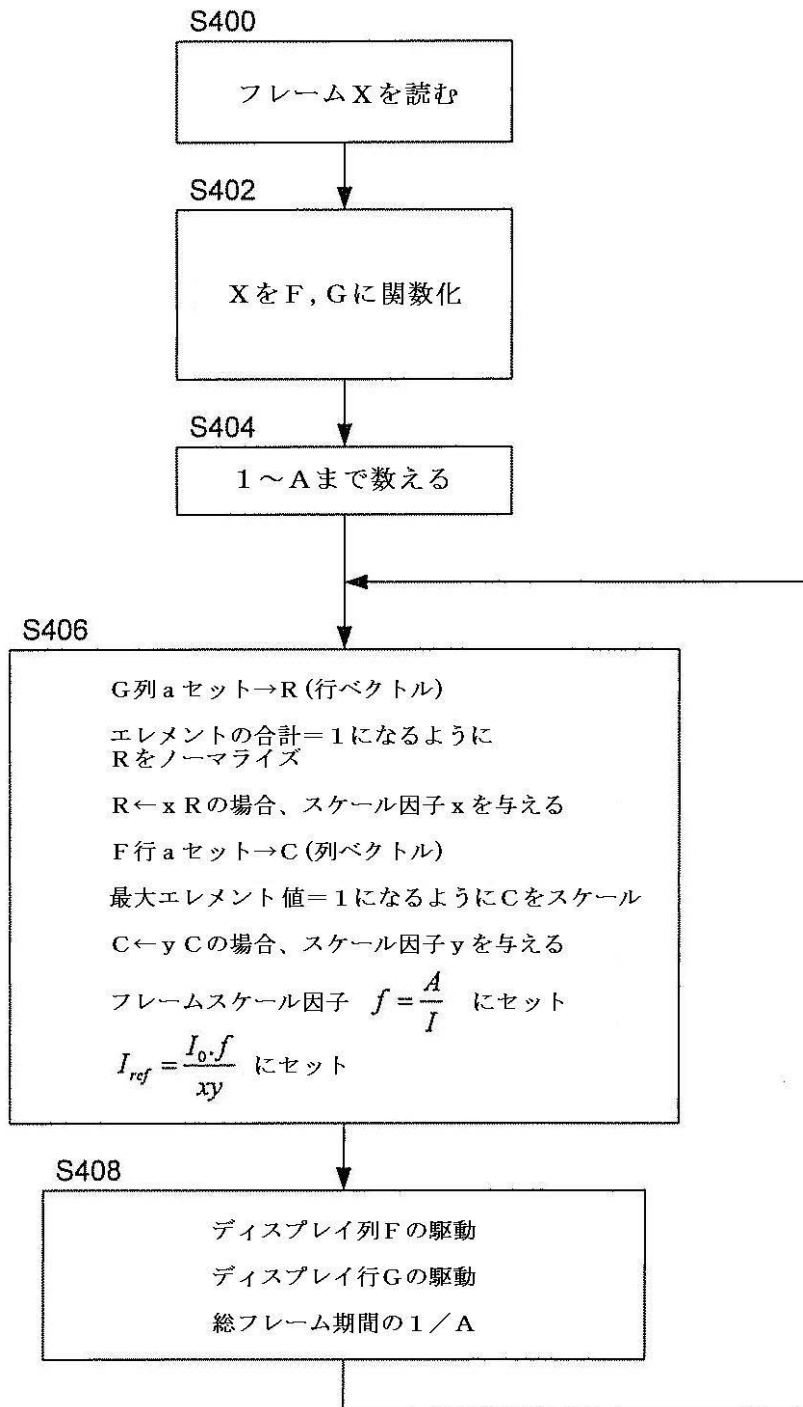 S400
フレームXを読む
S402
XをF,Gに関数化
S404
1～Aまで数える
S406
G列aセット→R(行ベクトル)
エレメントの合計=1になるように
Rをノーマライズ
R←xRの場合、スケール因子xを与える
F行aセット→C(列ベクトル)
最大エレメント値=1になるようにCをスケール
C←yCの場合、スケール因子yを与える
フレームスケール因子 f = A/I にセット
I_ref = I_0.f/xy にセット
S408
ディスプレイ列Fの駆動
ディスプレイ行Gの駆動
総フレーム期間の1/A